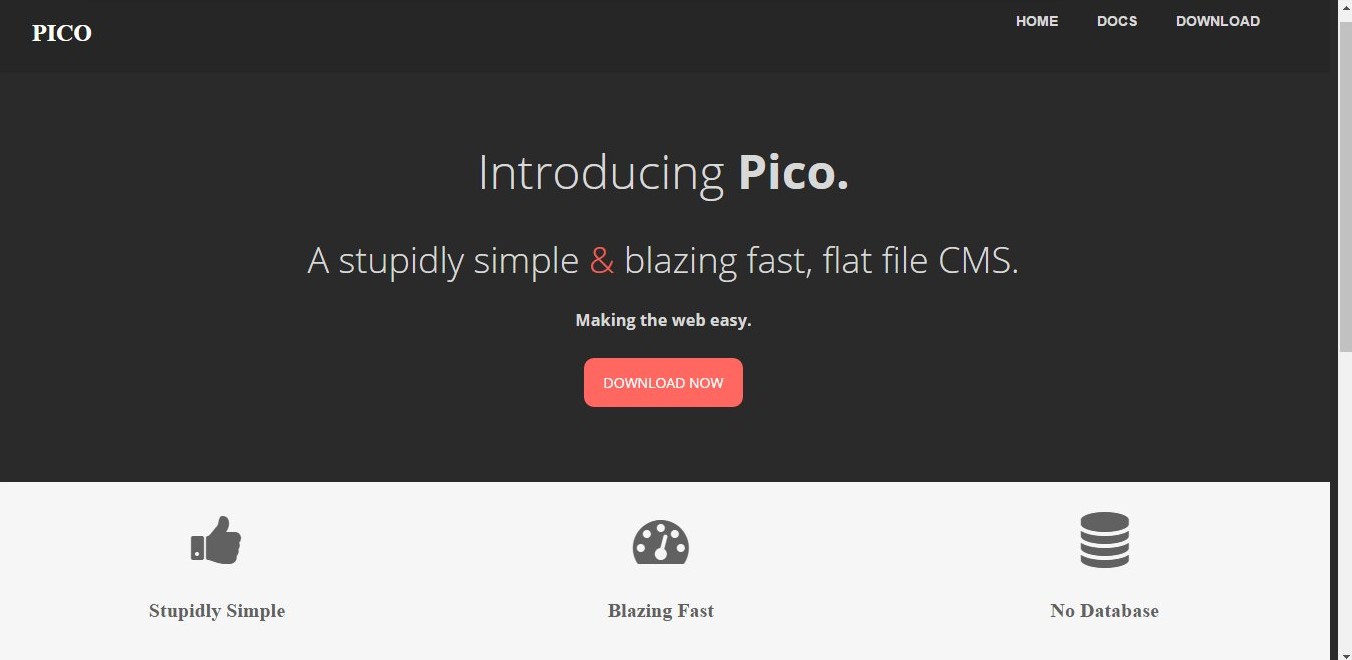 PICO
HOME DOCS DOWNLOAD
Introducing Pico.
A stupidly simple & blazing fast, flat file CMS.
Making the web easy.
DOWNLOAD NOW
Stupidly Simple
Blazing Fast
No Database